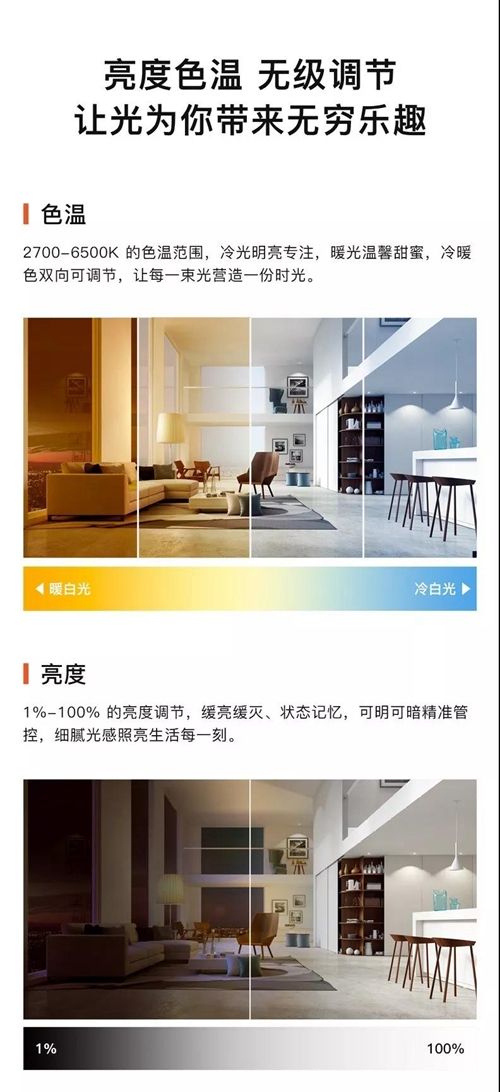 亮度色温 无级调节
让光为你带来无穷乐趣
色温
2700-6500K 的色温范围，冷光明亮专注，暖光温馨甜蜜，冷暖
色双向可调节，让每一束光营造一份时光。
暖白光
冷白光
亮度
1%-100% 的亮度调节，缓亮缓灭、状态记忆，可明可暗精准管
控，细腻光感照亮生活每一刻。
1%
100%